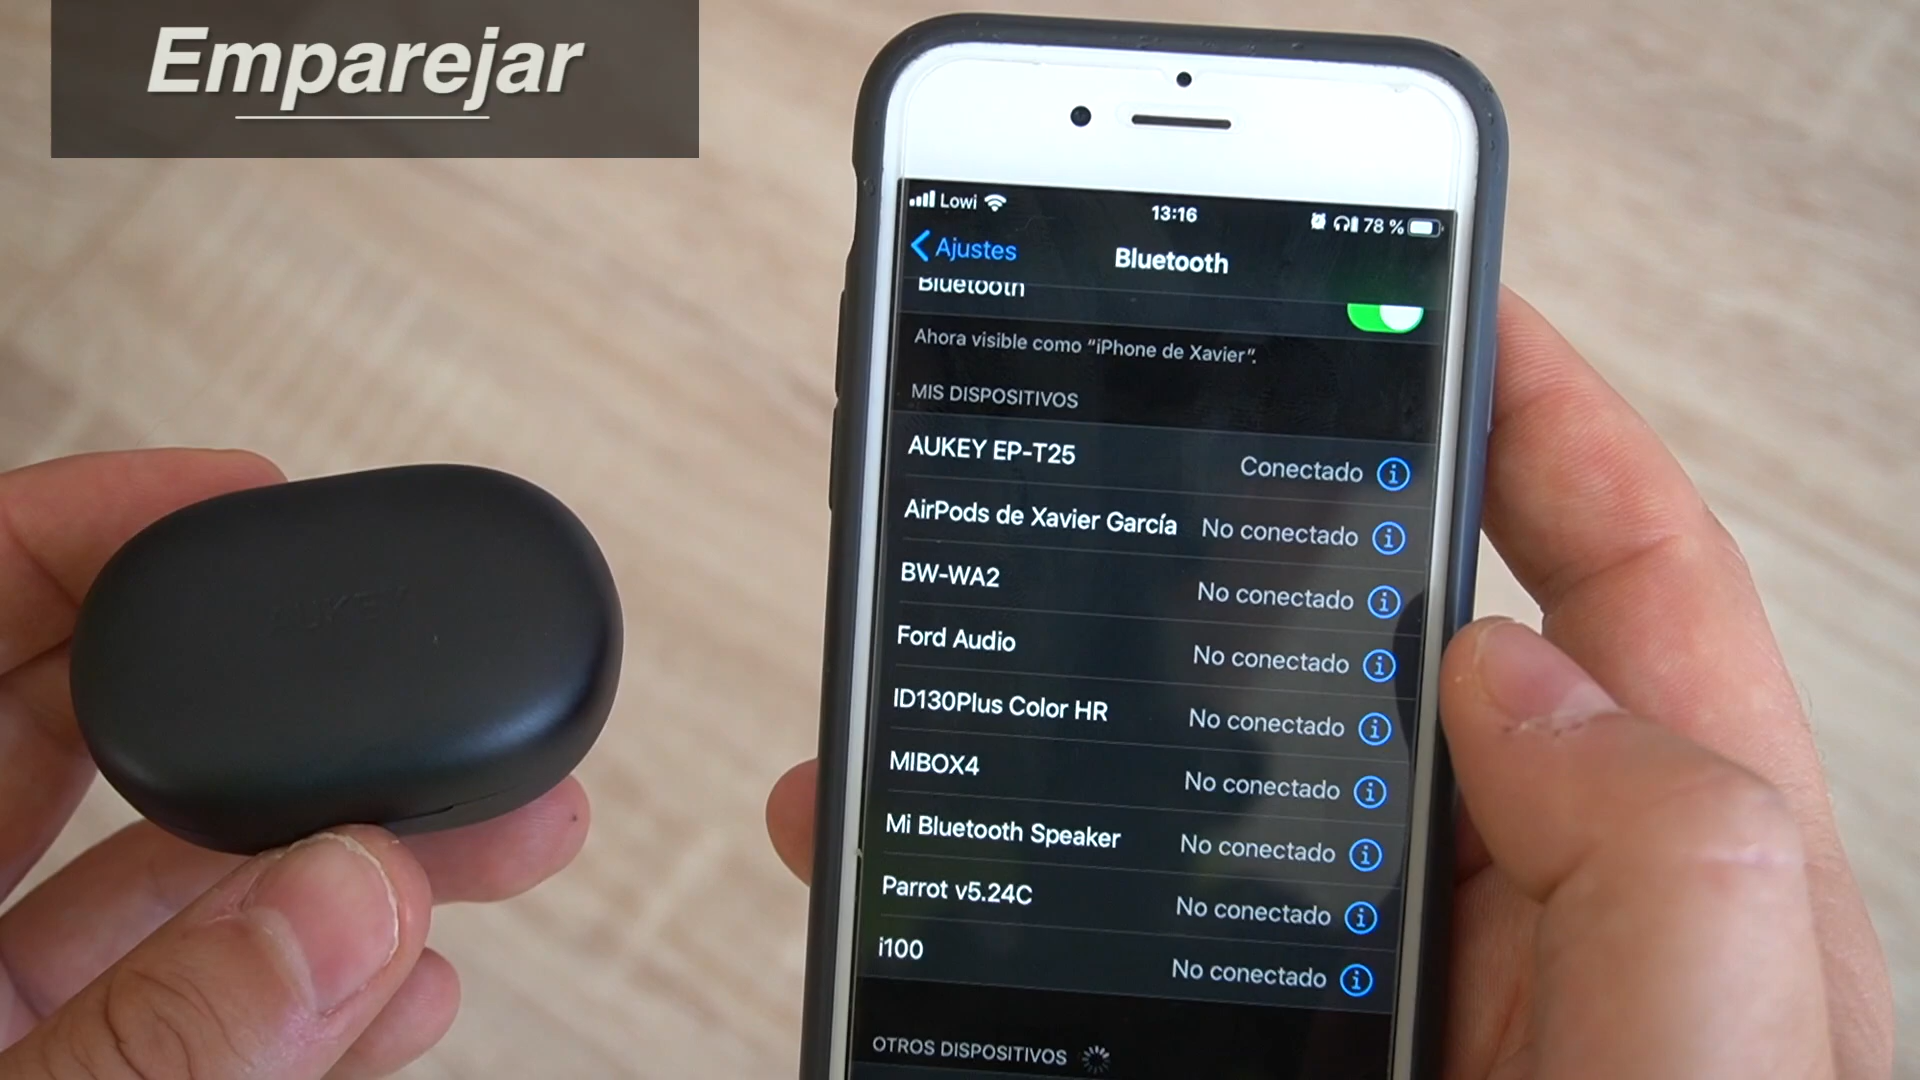 Emparejar
Lowi 13:16 78 %
Ajustes Bluetooth
Bluetooth
Ahora visible como “iPhone de Xavier”.
MIS DISPOSITIVOS
AUKEY EP-T25 Conectado
AirPods de Xavier García No conectado
BW-WA2 No conectado
Ford Audio No conectado
ID130Plus Color HR No conectado
MIBOX4 No conectado
Mi Bluetooth Speaker No conectado
Parrot v5.24C No conectado
i100 No conectado
OTROS DISPOSITIVOS
AUKEY